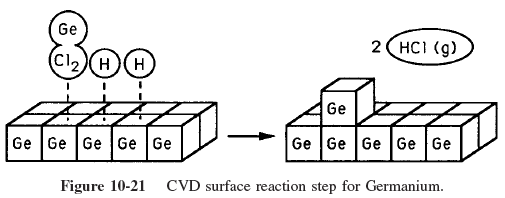 Ge
Cl₂ H H
2 HCl (g)
Ge
Ge Ge Ge Ge Ge
Ge Ge Ge Ge Ge
Figure 10-21 CVD surface reaction step for Germanium.